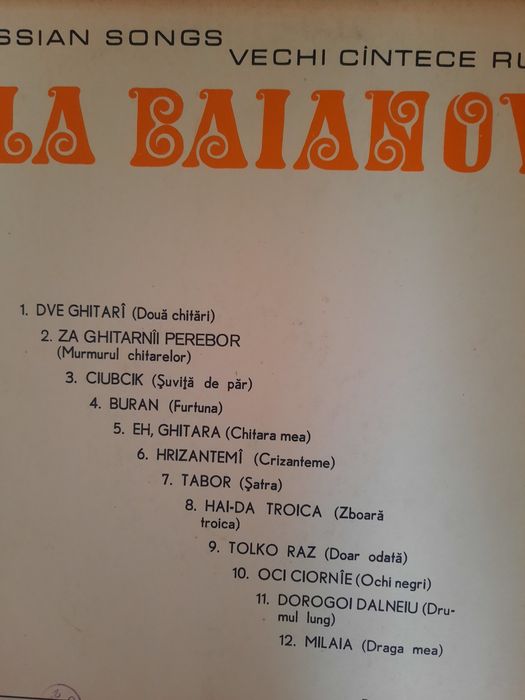 SSIAN SONGS
VECHI CÎNTECE RU
LA BAIANOV
1. DVE GHITARÎ (Două chitări)
2. ZA GHITARNÎI PEREBOR
(Murmurul chitarelor)
3. CIUBCIK (Șuviță de păr)
4. BURAN (Furtuna)
5. EH, GHITARA (Chitara mea)
6. HRIZANTEMÎ (Crizanteme)
7. TABOR (Șatra)
8. HAI-DA TROICA (Zboară
troica)
9. TOLKO RAZ (Doar odată)
10. OCI CIORNÎE (Ochi negri)
11. DOROGOI DALNEIU (Dru-
mul lung)
12. MILAIA (Draga mea)